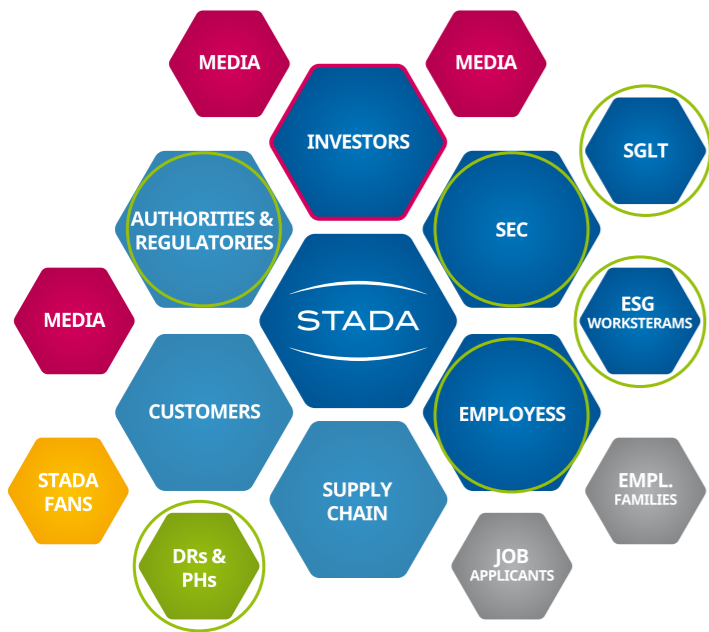 MEDIA
MEDIA
INVESTORS
SGLT
AUTHORITIES &
REGULATORIES
SEC
MEDIA
STADA
ESG
WORKSTERAMS
CUSTOMERS
EMPLOYESS
STADA
FANS
SUPPLY
CHAIN
EMPL.
FAMILIES
DRs &
PHs
JOB
APPLICANTS